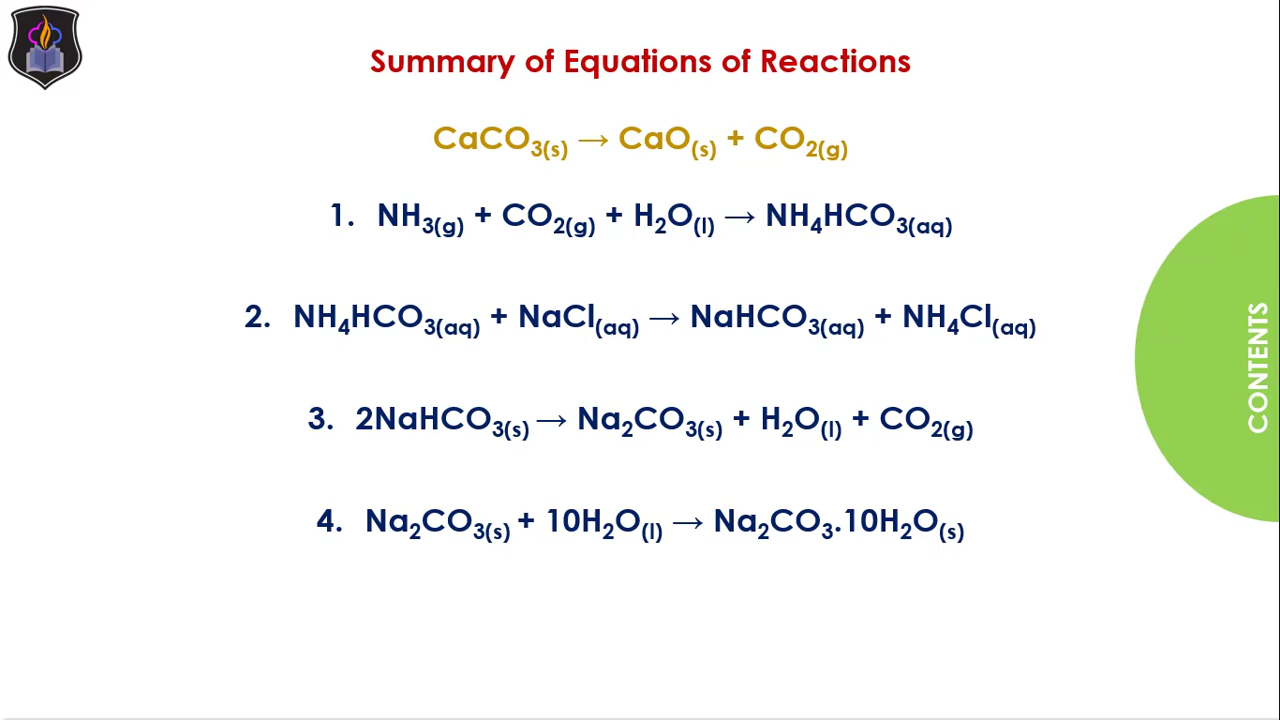 Summary of Equations of Reactions
CaCO₃(s) → CaO(s) + CO₂(g)
1. NH₃(g) + CO₂(g) + H₂O(l) → NH₄HCO₃(aq)
2. NH₄HCO₃(aq) + NaCl(aq) → NaHCO₃(aq) + NH₄Cl(aq)
3. 2NaHCO₃(s) → Na₂CO₃(s) + H₂O(l) + CO₂(g)
4. Na₂CO₃(s) + 10H₂O(l) → Na₂CO₃.10H₂O(s)
CONTENTS